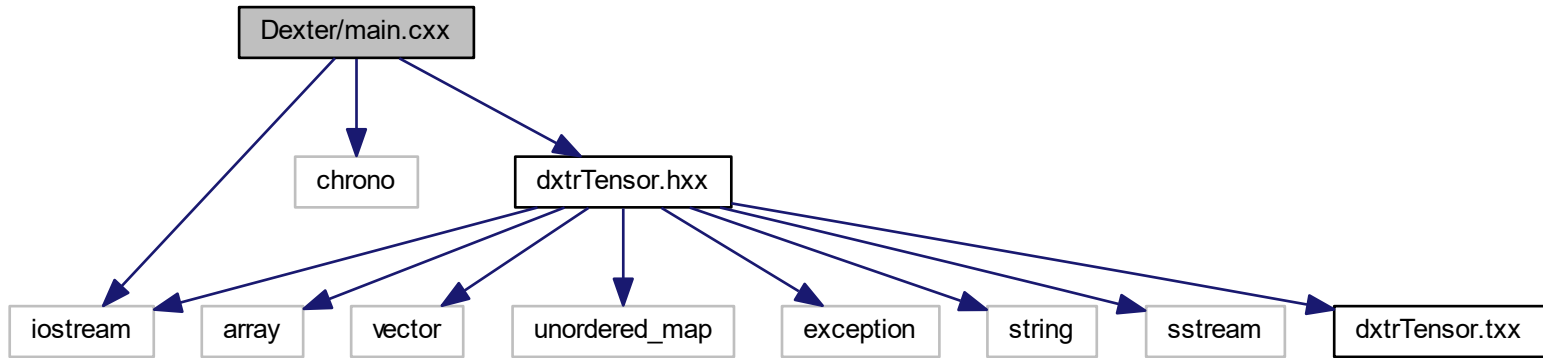 Dexter/main.cxx
chrono
dxtrTensor.hxx
iostream
array
vector
unordered_map
exception
string
sstream
dxtrTensor.txx